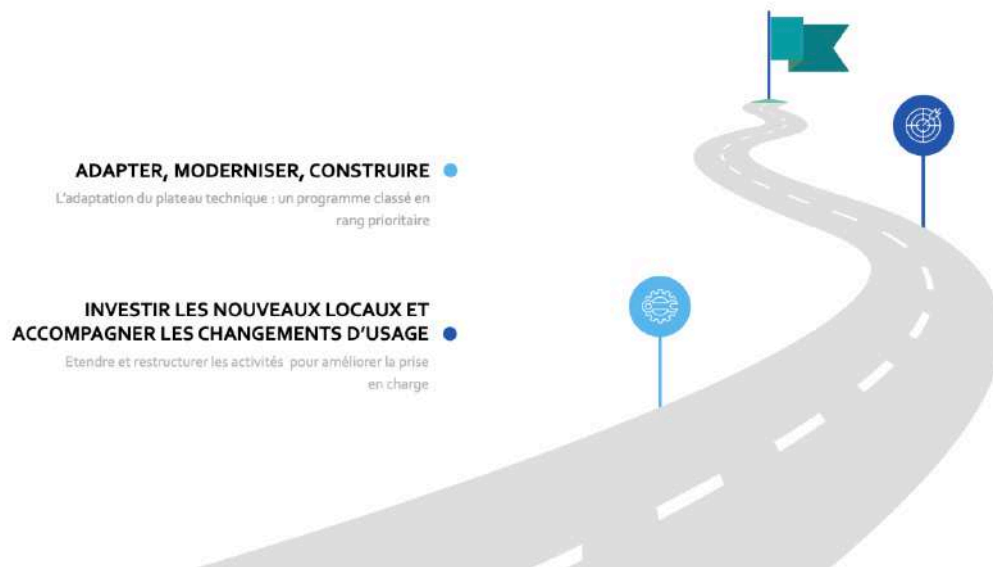 ADAPTER, MODERNISER, CONSTRUIRE
L'adaptation du plateau technique : un programme classé en
rang prioritaire
INVESTIR LES NOUVEAUX LOCAUX ET
ACCOMPAGNER LES CHANGEMENTS D'USAGE
Etendre et restructurer les activités pour améliorer la prise
en charge